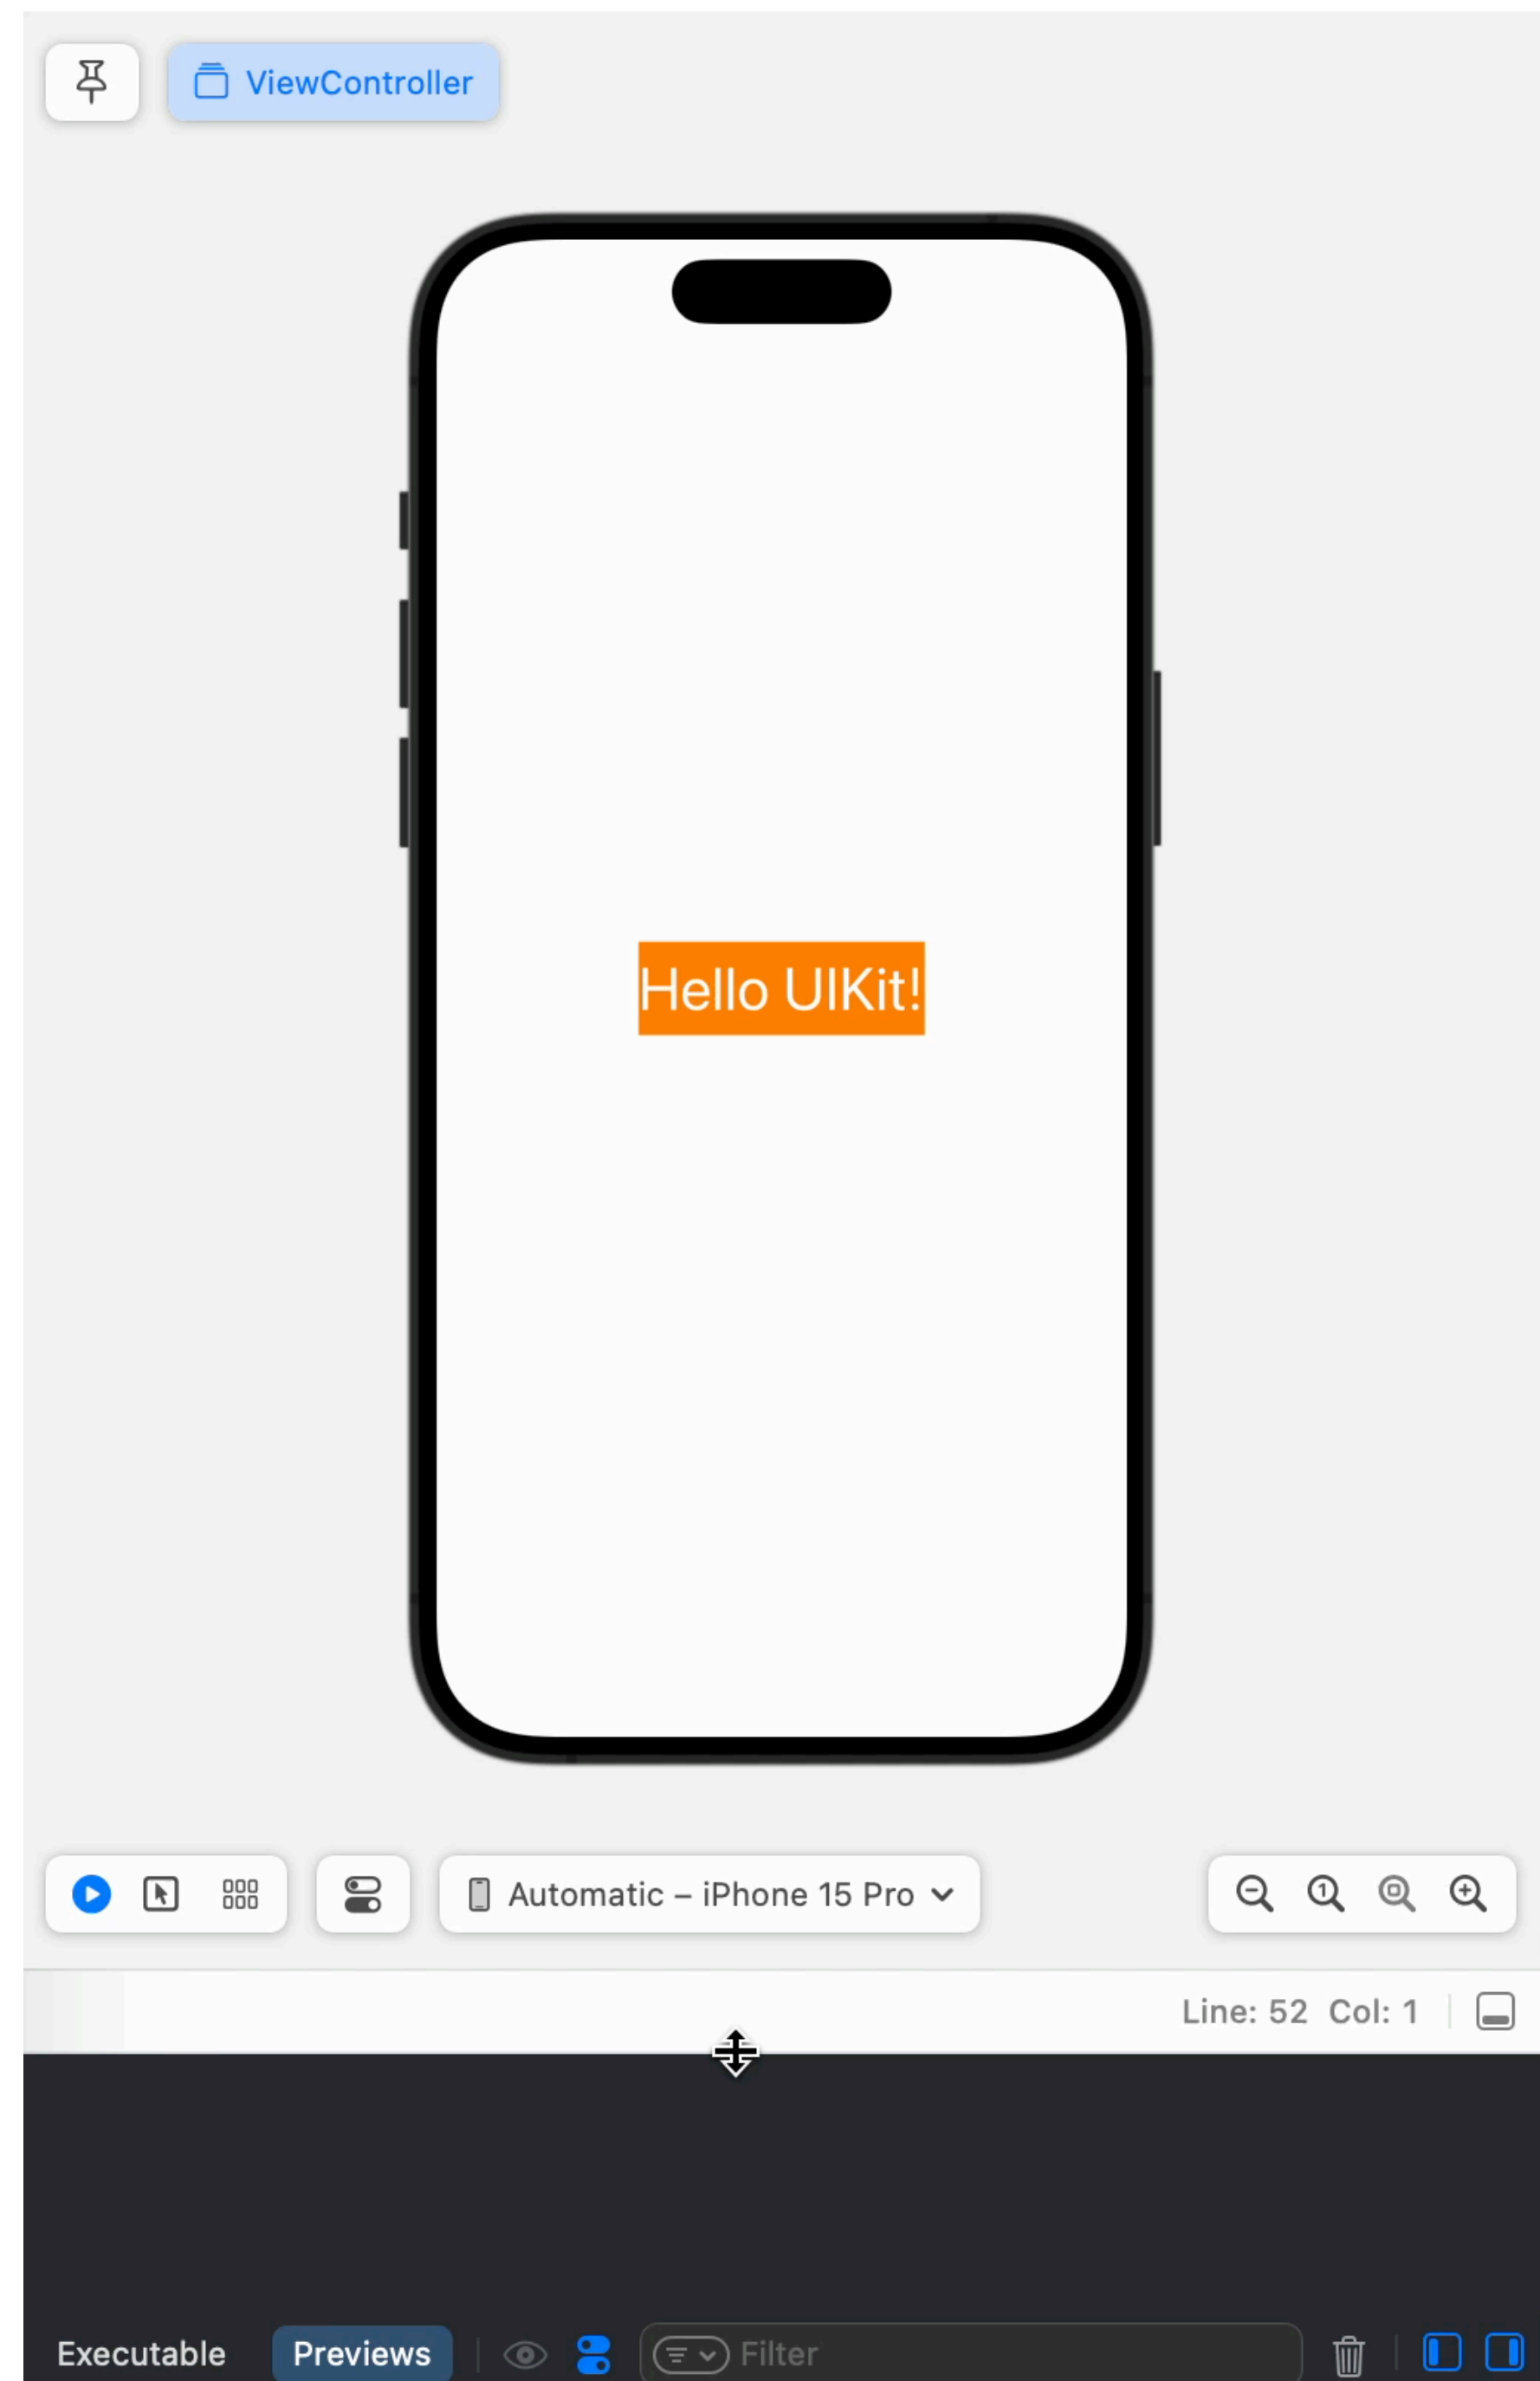 ViewController
Hello UIKit!
Automatic – iPhone 15 Pro
Line: 52 Col: 1
Executable Previews Filter